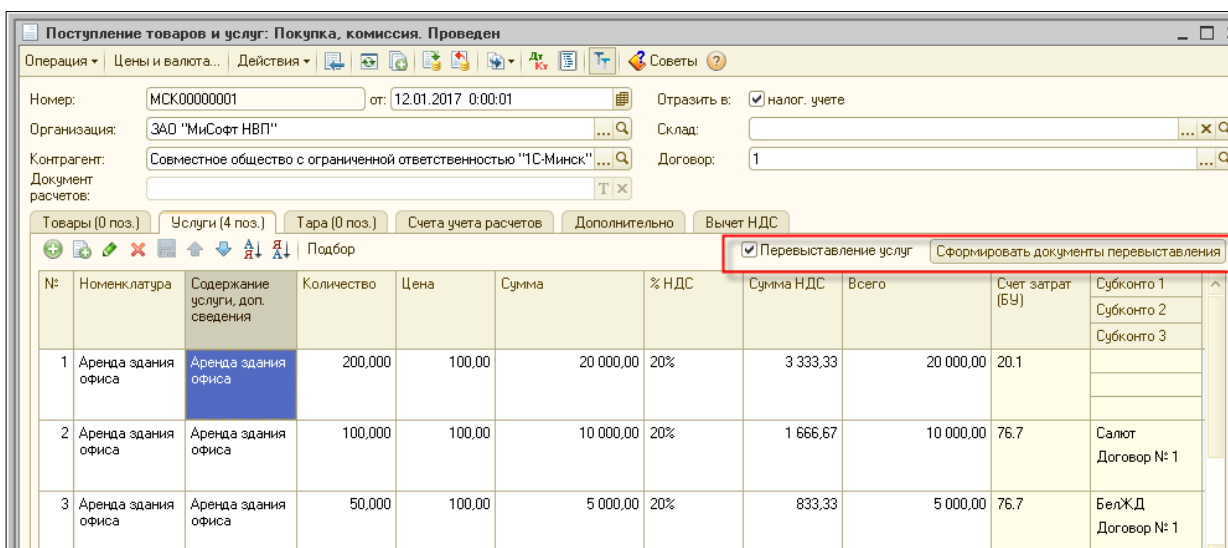 Поступление товаров и услуг: Покупка, комиссия. Проведен
Операция Цены и валюта... Действия Дт Кт Советы
Номер: МСК00000001 от: 12.01.2017 0:00:01 Отразить в: налог. учете
Организация: ЗАО "МиСофт НВП" ... Склад: ...
Контрагент: Совместное общество с ограниченной ответственностью "1С-Минск" ... Договор: 1 ...
Документ
расчетов: T
Товары (0 поз.) Услуги (4 поз.) Тара (0 поз.) Счета учета расчетов Дополнительно Вычет НДС
Подбор Перевыставление услуг Сформировать документы перевыставления
№ Номенклатура Содержание услуги, доп. сведения Количество Цена Сумма % НДС Сумма НДС Всего Счет затрат (БУ) Субконто 1
Субконто 2
Субконто 3
1 Аренда здания офиса Аренда здания офиса 200,000 100,00 20 000,00 20% 3 333,33 20 000,00 20.1
2 Аренда здания офиса Аренда здания офиса 100,000 100,00 10 000,00 20% 1 666,67 10 000,00 76.7 Салют
Договор № 1
3 Аренда здания офиса Аренда здания офиса 50,000 100,00 5 000,00 20% 833,33 5 000,00 76.7 БелЖД
Договор № 1